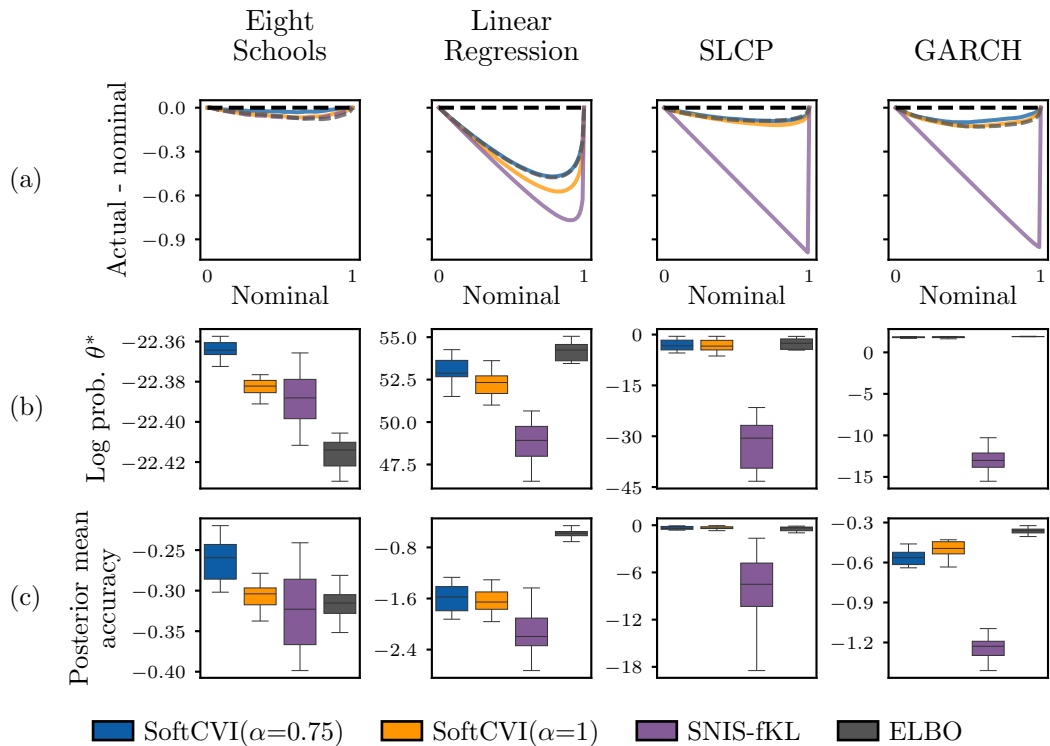 Eight
Schools
Linear
Regression
SLCP
GARCH
(a)
Actual - nominal
0.0
−0.3
−0.6
−0.9
0 1
0 1
0 1
0 1
Nominal
Nominal
Nominal
Nominal
(b)
Log prob. θ*
−22.36
−22.38
−22.40
−22.42
55.0
52.5
50.0
47.5
0
−15
−30
−45
0
−5
−10
−15
(c)
Posterior mean
accuracy
−0.25
−0.30
−0.35
−0.40
−0.8
−1.6
−2.4
0
−6
−12
−18
−0.3
−0.6
−0.9
−1.2
SoftCVI(α=0.75)
SoftCVI(α=1)
SNIS-fKL
ELBO